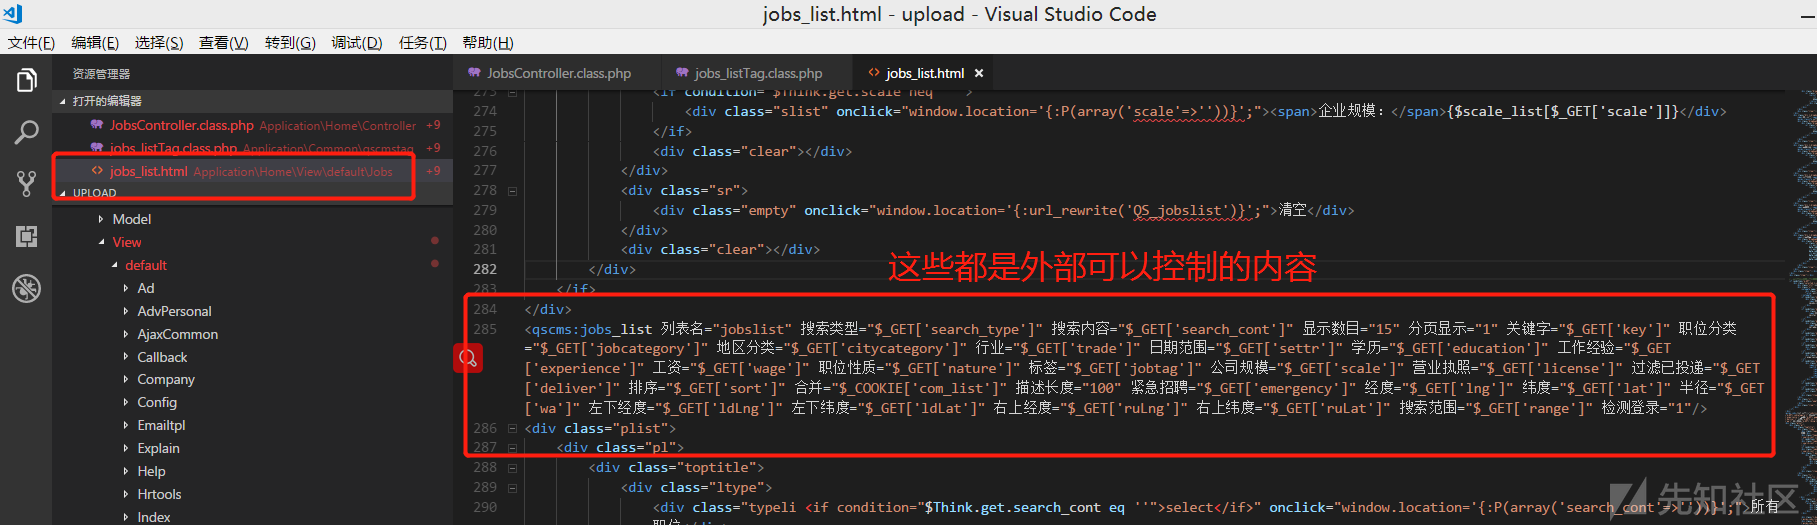 jobs_list.html - upload - Visual Studio Code
文件(F) 编辑(E) 选择(S) 查看(V) 转到(G) 调试(D) 任务(T) 帮助(H)
资源管理器
打开的编辑器
JobsController.class.php Application\Home\Controller +9
jobs_listTag.class.php Application\Common\qscmstag +9
jobs_list.html Application\Home\View\default\Jobs +9
UPLOAD
Model
View
default
Ad
AdvPersonal
AjaxCommon
Callback
Company
Config
Emailtpl
Explain
Help
Hrtools
Index
JobsController.class.php jobs_listTag.class.php jobs_list.html ×
273 <if condition="$Think.get.scale neq ''">
274 <div class="slist" onclick="window.location='{:P(array('scale'=>''))}';"><span>企业规模: </span>{$scale_list[$_GET['scale']]}</div>
275 </if>
276 <div class="clear"></div>
277 </div>
278 <div class="sr">
279 <div class="empty" onclick="window.location='{:url_rewrite('QS_jobslist')}';">清空</div>
280 </div>
281 <div class="clear"></div>
282 </div>
283 </if>
这些都是外部可以控制的内容
284 </div>
285 <qscms:jobs_list 列表名="jobslist" 搜索类型="$_GET['search_type']" 搜索内容="$_GET['search_cont']" 显示数目="15" 分页显示="1" 关键字="$_GET['key']" 职位分类
="$_GET['jobcategory']" 地区分类="$_GET['citycategory']" 行业="$_GET['trade']" 日期范围="$_GET['settr']" 学历="$_GET['education']" 工作经验="$_GET
['experience']" 工资="$_GET['wage']" 职位性质="$_GET['nature']" 标签="$_GET['jobtag']" 公司规模="$_GET['scale']" 营业执照="$_GET['license']" 过滤已投递="$_GET
['deliver']" 排序="$_GET['sort']" 合并="$_COOKIE['com_list']" 描述长度="100" 紧急招聘="$_GET['emergency']" 经度="$_GET['lng']" 纬度="$_GET['lat']" 半径="$_GET
['wa']" 左下经度="$_GET['ldLng']" 左下纬度="$_GET['ldLat']" 右上经度="$_GET['ruLng']" 右上纬度="$_GET['ruLat']" 搜索范围="$_GET['range']" 检测登录="1"/>
286 <div class="plist">
287 <div class="pl">
288 <div class="toptitle">
289 <div class="ltype">
290 <div class="typeli <if condition="$Think.get.search_cont eq ''">select</if>" onclick="window.location='{:P(array('search_cont'=>''))}';">所有
职位</div>
先知社区